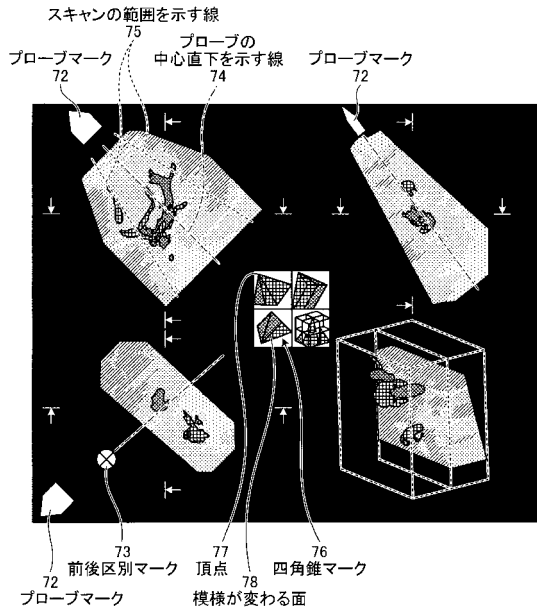 スキャンの範囲を示す線
75
プローブの
中心直下を示す線
74
プローブマーク
72
プローブマーク
72
72
プローブマーク
73
前後区別マーク
77
頂点
78
模様が変わる面
76
四角錐マーク